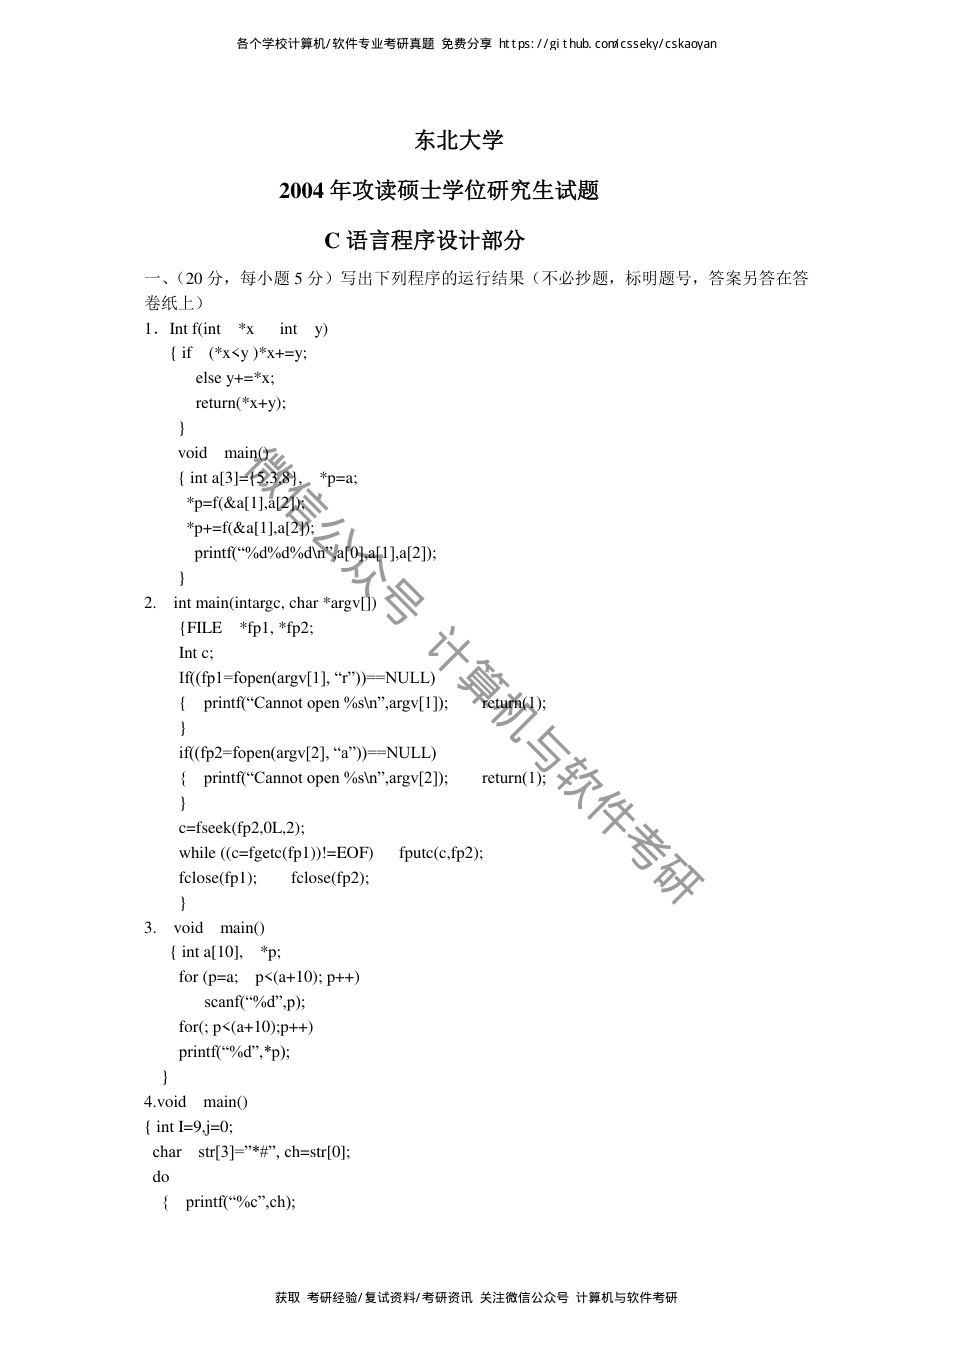 各个学校计算机/软件专业考研真题 免费分享 https://github.com/csseky/cskaoyan
东北大学
2004 年攻读硕士学位研究生试题
C 语言程序设计部分
一、（20 分，每小题 5 分）写出下列程序的运行结果（不必抄题，标明题号，答案另答在答
卷纸上）
1．Int f(int *x int y)
{ if (*x<y )*x+=y;
else y+=*x;
return(*x+y);
}
void main()
{ int a[3]={5,3,8}, *p=a;
*p=f(&a[1],a[2]);
*p+=f(&a[1],a[2]);
printf(“%d%d%d\n”,a[0],a[1],a[2]);
}
2. int main(intargc, char *argv[])
{FILE *fp1, *fp2;
Int c;
If((fp1=fopen(argv[1], “r”))==NULL)
{ printf(“Cannot open %s\n”,argv[1]); return(1);
}
if((fp2=fopen(argv[2], “a”))==NULL)
{ printf(“Cannot open %s\n”,argv[2]); return(1);
}
c=fseek(fp2,0L,2);
while ((c=fgetc(fp1))!=EOF) fputc(c,fp2);
fclose(fp1); fclose(fp2);
}
3. void main()
{ int a[10], *p;
for (p=a; p<(a+10); p++)
scanf(“%d”,p);
for(; p<(a+10);p++)
printf(“%d”,*p);
}
4.void main()
{ int I=9,j=0;
char str[3]=”*#”, ch=str[0];
do
{ printf(“%c”,ch);
微信公众号 计算机与软件考研
获取 考研经验/复试资料/考研资讯 关注微信公众号 计算机与软件考研